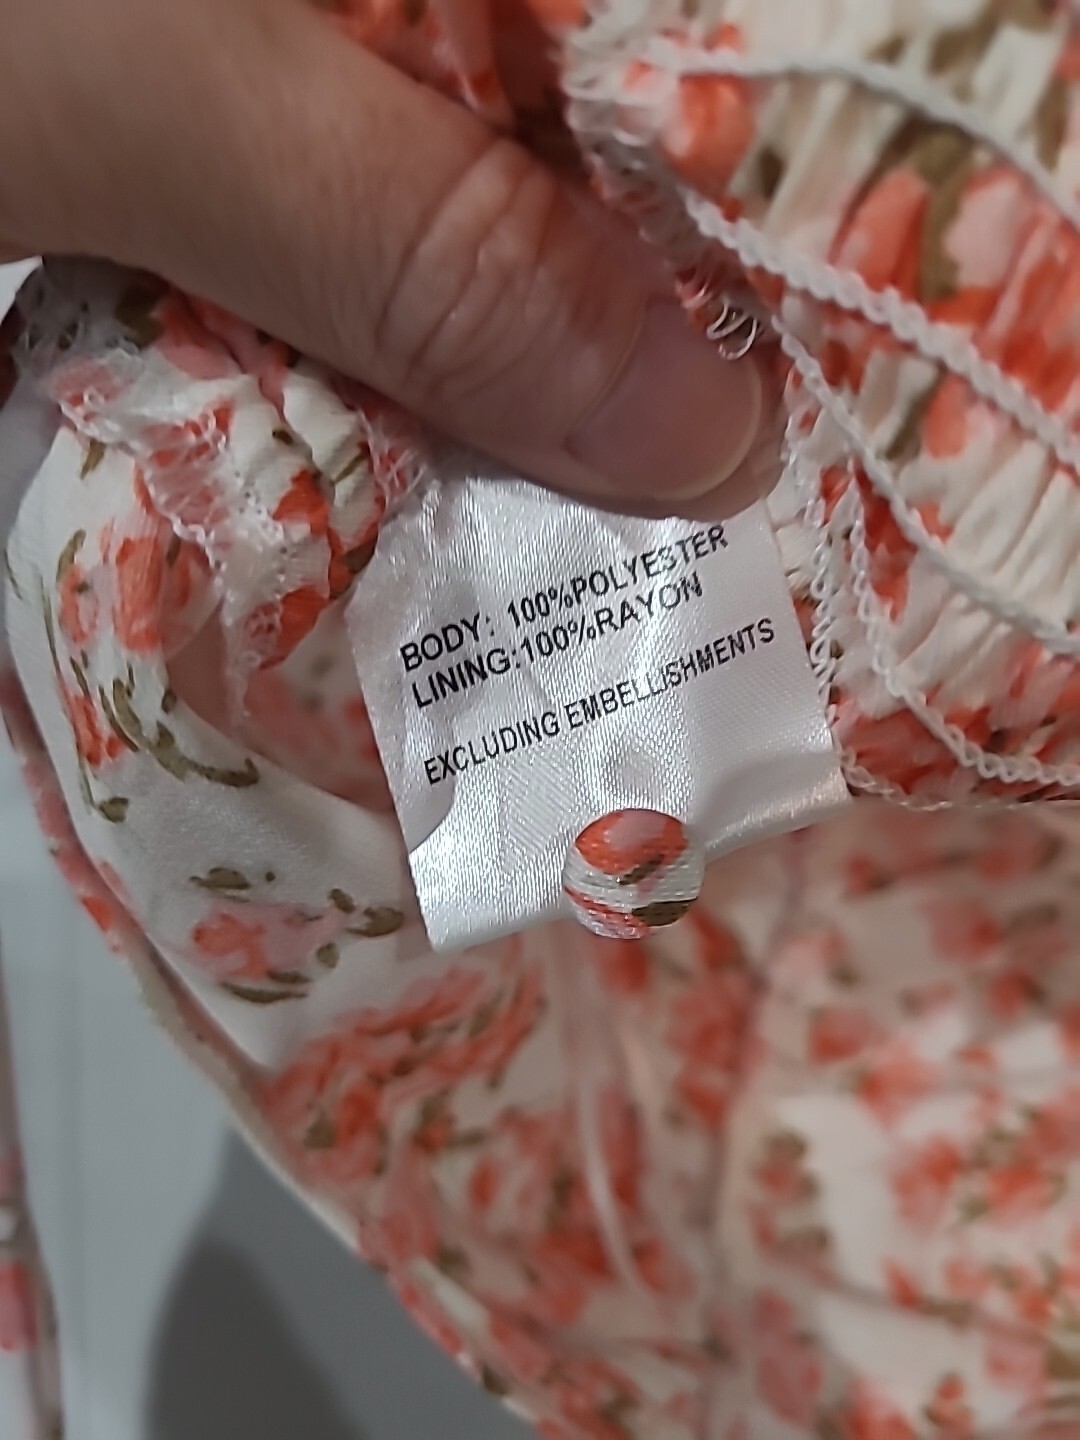 BODY: 100%POLYESTER
LINING:100%RAYON
EXCLUDING EMBELLISHMENTS